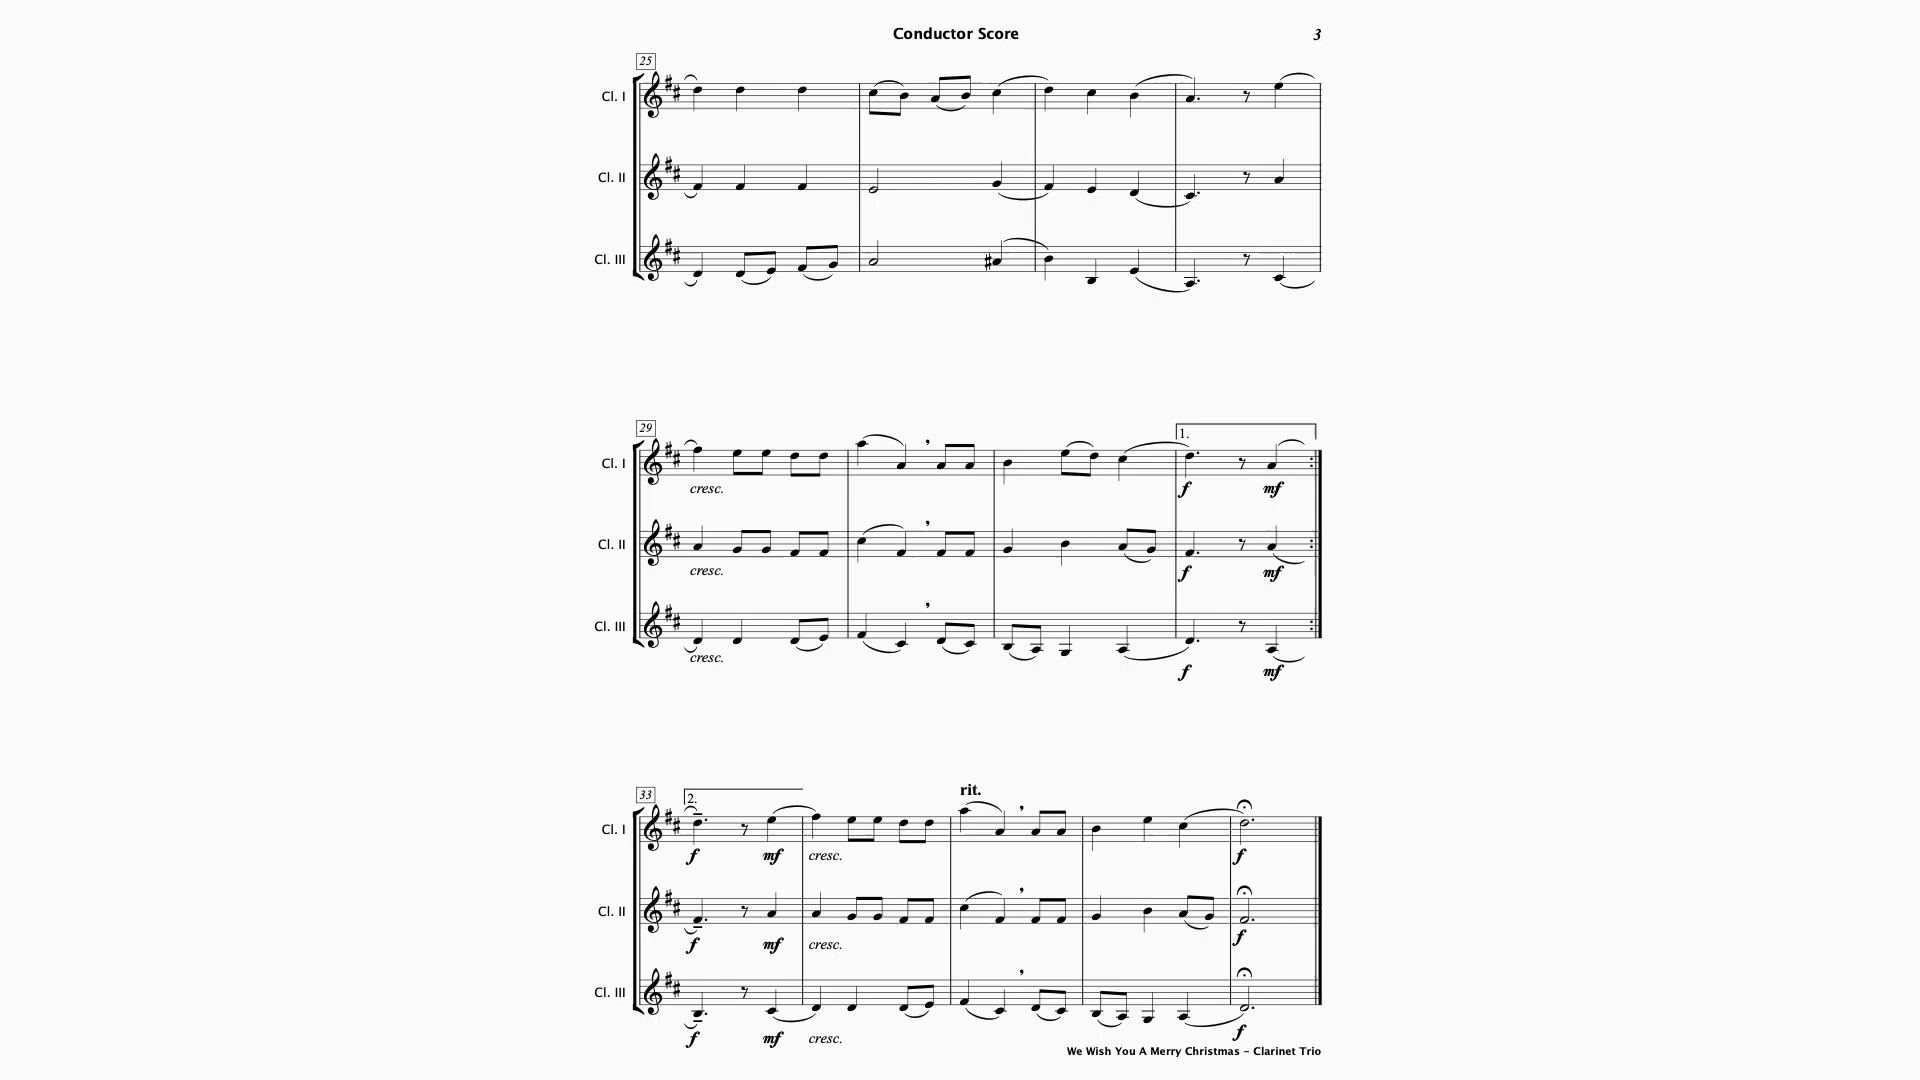 Conductor Score 3
25
Cl. I
Cl. II
Cl. III
29
1.
Cl. I
cresc. f mf
Cl. II
cresc. f mf
Cl. III
cresc. f mf
33
2. rit.
Cl. I
f mf cresc. f
Cl. II
f mf cresc. f
Cl. III
f mf cresc. f
We Wish You A Merry Christmas - Clarinet Trio